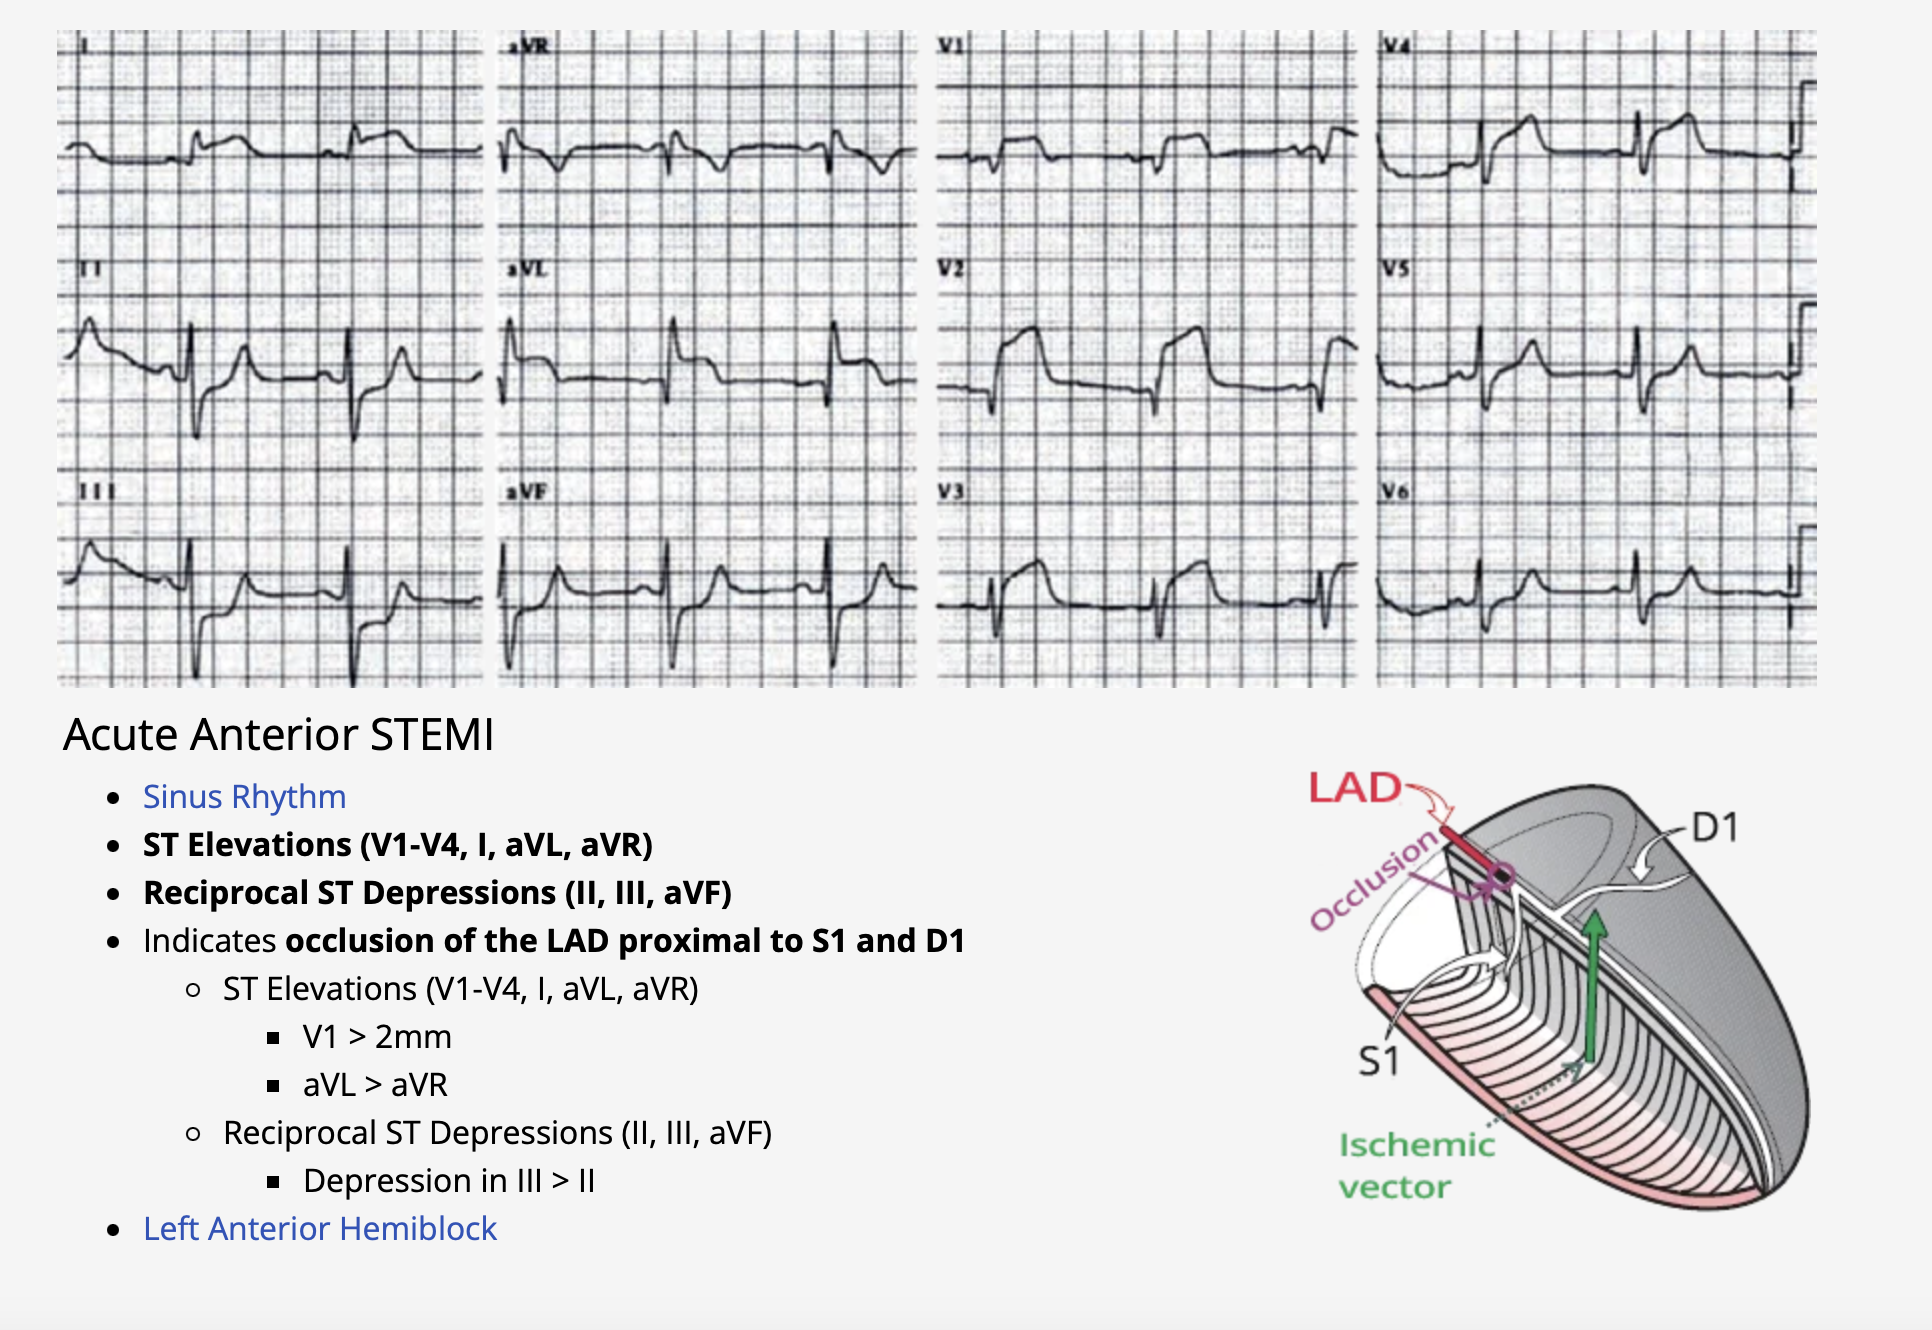 I aVR V1 V4
II aVL V2 V5
III aVF V3 V6
Acute Anterior STEMI
Sinus Rhythm
ST Elevations (V1-V4, I, aVL, aVR)
Reciprocal ST Depressions (II, III, aVF)
Indicates occlusion of the LAD proximal to S1 and D1
ST Elevations (V1-V4, I, aVL, aVR)
V1 > 2mm
aVL > aVR
Reciprocal ST Depressions (II, III, aVF)
Depression in III > II
Left Anterior Hemiblock
LAD
D1
Occlusion
S1
Ischemic
vector